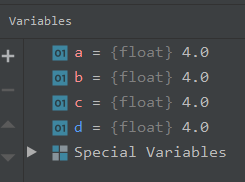 Variables
a = {float} 4.0
b = {float} 4.0
c = {float} 4.0
d = {float} 4.0
Special Variables